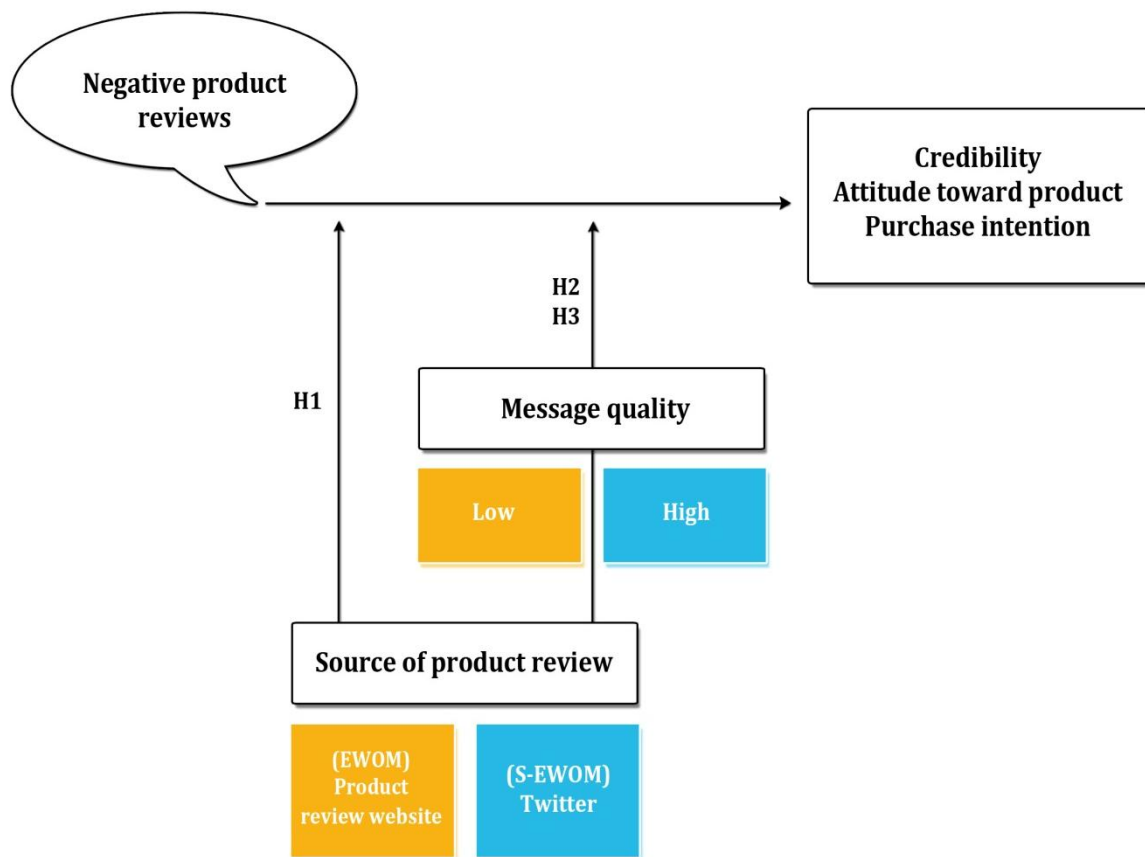 Negative product
reviews
Credibility
Attitude toward product
Purchase intention
H2
H3
H1
Message quality
Low
High
Source of product review
(EWOM)
Product
review website
(S-EWOM)
Twitter